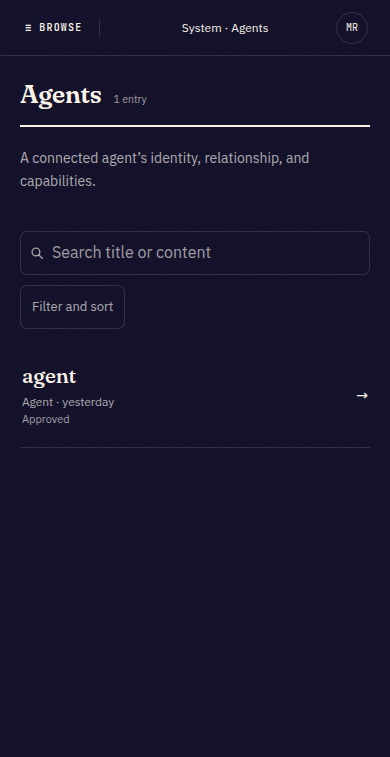 ≡ BROWSE
System · Agents
MR
Agents 1 entry
A connected agent’s identity, relationship, and
capabilities.
Search title or content
Filter and sort
agent
Agent · yesterday
Approved
→